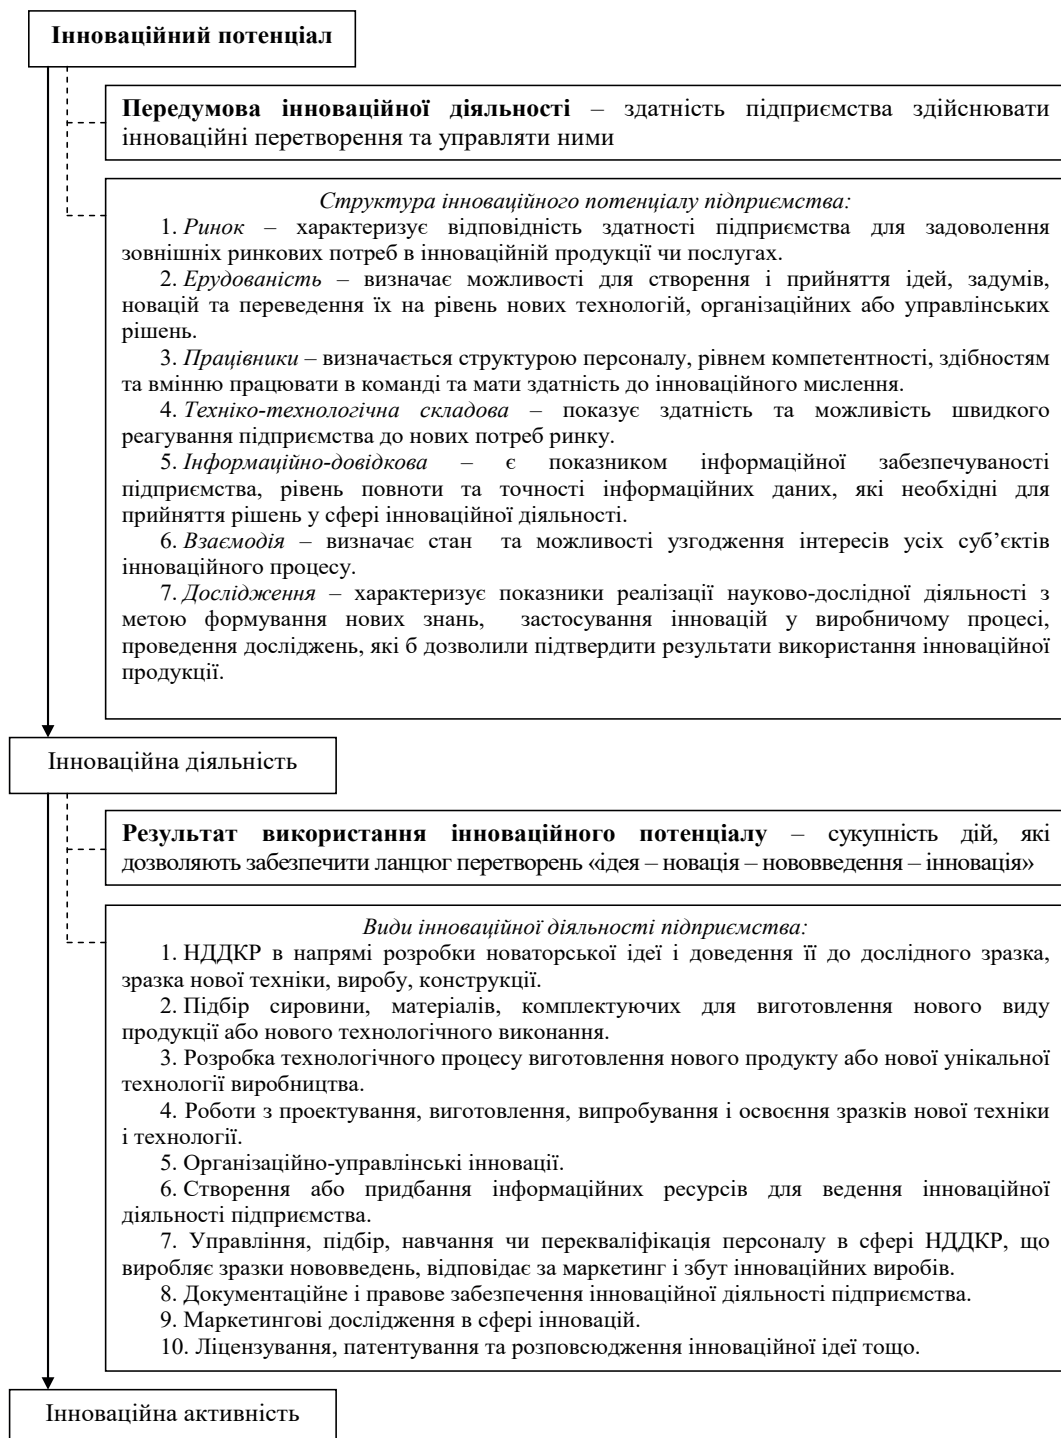 Інноваційний потенціал
Передумова інноваційної діяльності – здатність підприємства здійснювати
інноваційні перетворення та управляти ними
Структура інноваційного потенціалу підприємства:
1. Ринок – характеризує відповідність здатності підприємства для задоволення
зовнішніх ринкових потреб в інноваційній продукції чи послугах.
2. Ерудованість – визначає можливості для створення і прийняття ідей, задумів,
новацій та переведення їх на рівень нових технологій, організаційних або управлінських
рішень.
3. Працівники – визначається структурою персоналу, рівнем компетентності, здібностям
та вмінню працювати в команді та мати здатність до інноваційного мислення.
4. Техніко-технологічна складова – показує здатність та можливість швидкого
реагування підприємства до нових потреб ринку.
5. Інформаційно-довідкова – є показником інформаційної забезпечуваності
підприємства, рівень повноти та точності інформаційних даних, які необхідні для
прийняття рішень у сфері інноваційної діяльності.
6. Взаємодія – визначає стан та можливості узгодження інтересів усіх суб’єктів
інноваційного процесу.
7. Дослідження – характеризує показники реалізації науково-дослідної діяльності з
метою формування нових знань, застосування інновацій у виробничому процесі,
проведення досліджень, які б дозволили підтвердити результати використання інноваційної
продукції.
Інноваційна діяльність
Результат використання інноваційного потенціалу – сукупність дій, які
дозволяють забезпечити ланцюг перетворень «ідея – новація – нововведення – інновація»
Види інноваційної діяльності підприємства:
1. НДДКР в напрямі розробки новаторської ідеї і доведення її до дослідного зразка,
зразка нової техніки, виробу, конструкції.
2. Підбір сировини, матеріалів, комплектуючих для виготовлення нового виду
продукції або нового технологічного виконання.
3. Розробка технологічного процесу виготовлення нового продукту або нової унікальної
технології виробництва.
4. Роботи з проектування, виготовлення, випробування і освоєння зразків нової техніки
і технології.
5. Організаційно-управлінські інновації.
6. Створення або придбання інформаційних ресурсів для ведення інноваційної
діяльності підприємства.
7. Управління, підбір, навчання чи перекваліфікація персоналу в сфері НДДКР, що
виробляє зразки нововведень, відповідає за маркетинг і збут інноваційних виробів.
8. Документаційне і правове забезпечення інноваційної діяльності підприємства.
9. Маркетингові дослідження в сфері інновацій.
10. Ліцензування, патентування та розповсюдження інноваційної ідеї тощо.
Інноваційна активність